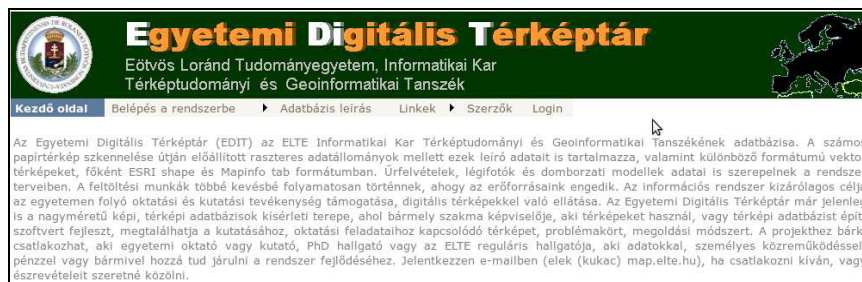 Egyetemi Digitális Térképtár
Eötvös Loránd Tudományegyetem, Informatikai Kar
Térképtudományi és Geoinformatikai Tanszék
Kezdő oldal Belépés a rendszerbe Adatbázis leírás Linkek Szerzők Login
Az Egyetemi Digitális Térképtár (EDIT) az ELTE Informatikai Kar Térképtudományi és Geoinformatikai Tanszékének adatbázisa. A számos
papírtérkép szkennelése útján előállított raszteres adatállományok mellett ezek leíró adatait is tartalmazza, valamint különböző formátumú vekto
térképeket, főként ESRI shape és Mapinfo tab formátumban. Űrfelvételek, légifotók és domborzati modellek adatai is szerepelnek a rendsze
terveiben. A feltöltési munkák többé kevésbé folyamatosan történnek, ahogy az erőforrásaink engedik. Az információs rendszer kizárólagos célja
az egyetemen folyó oktatási és kutatási tevékenység támogatása, digitális térképekkel való ellátása. Az Egyetemi Digitális Térképtár már jelenleg
is a nagyméretű képi, térképi adatbázisok kísérleti terepe, ahol bármely szakma képviselője, aki térképeket használ, vagy térképi adatbázist épít
szoftvert fejleszt, megtalálhatja a kutatásához, oktatási feladataihoz kapcsolódó térképet, problémakört, megoldási módszert. A projekthez bárk
csatlakozhat, aki egyetemi oktató vagy kutató, PhD hallgató vagy az ELTE reguláris hallgatója, aki adatokkal, személyes közreműködéssel
pénzzel vagy bármivel hozzá tud járulni a rendszer fejlődéséhez. Jelentkezzen e-mailben (elek (kukac) map.elte.hu), ha csatlakozni kíván, vagy
észrevételeit szeretné közölni.